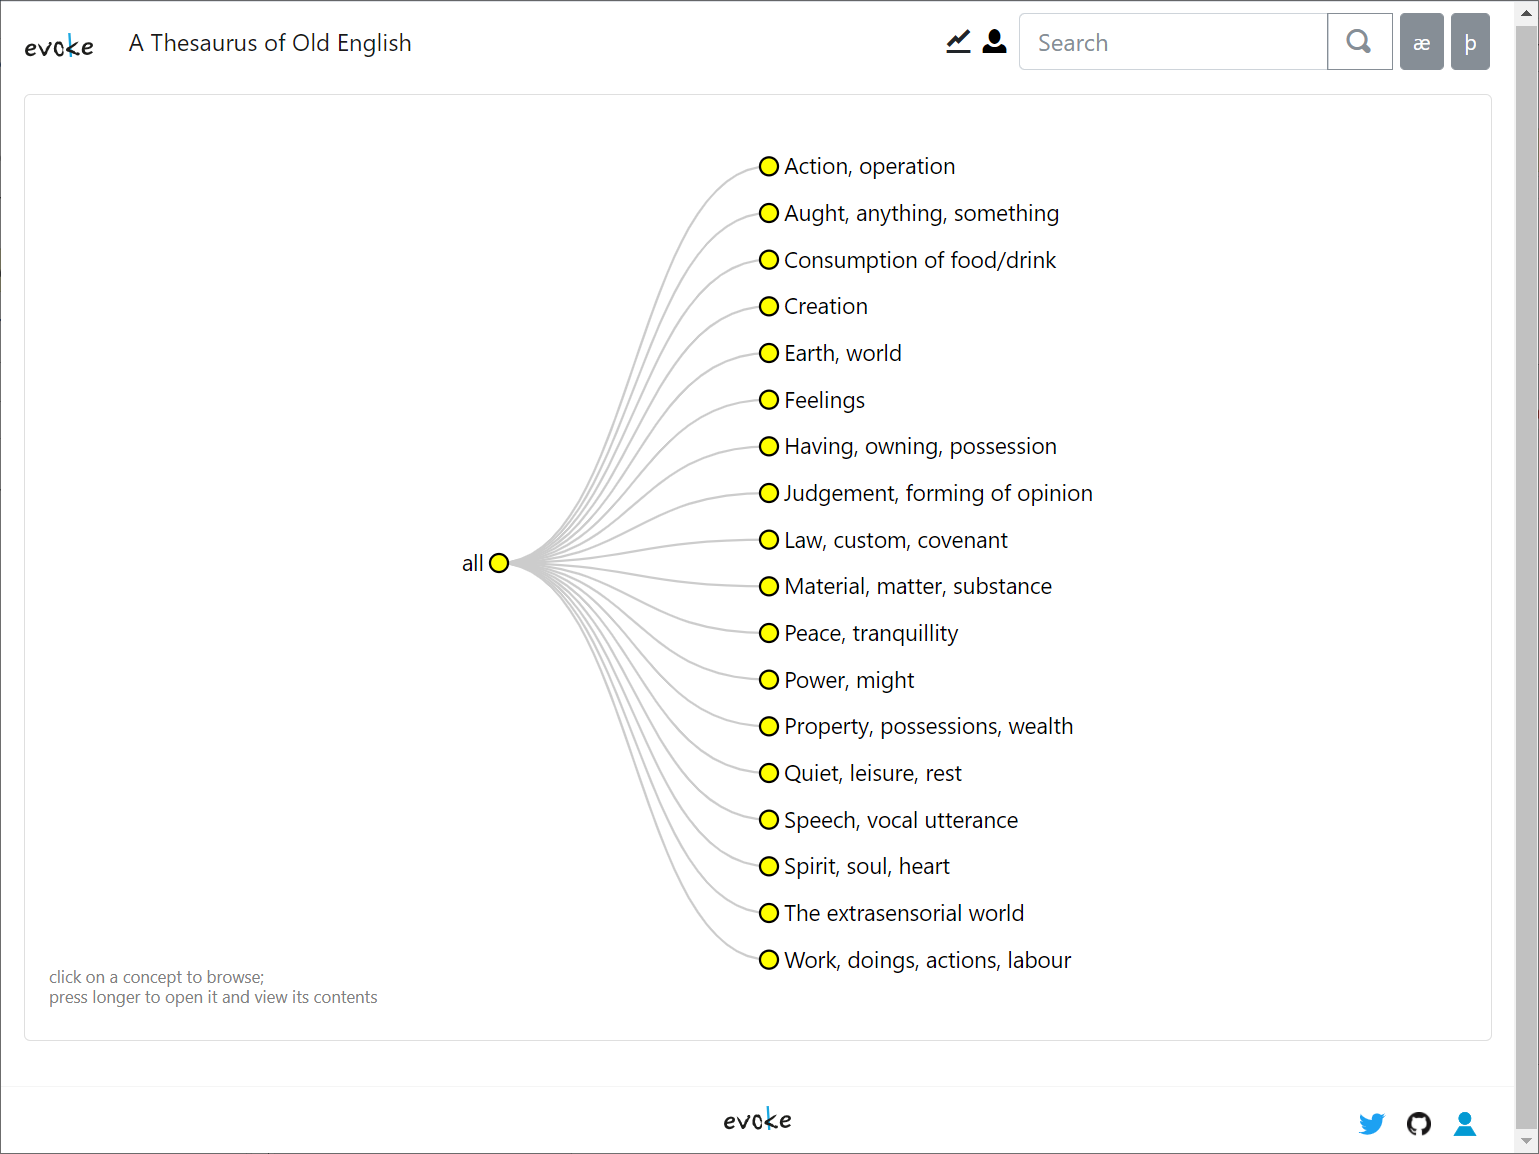 evoke A Thesaurus of Old English Search æ þ
Action, operation
Aught, anything, something
Consumption of food/drink
Creation
Earth, world
Feelings
Having, owning, possession
Judgement, forming of opinion
Law, custom, covenant
all
Material, matter, substance
Peace, tranquillity
Power, might
Property, possessions, wealth
Quiet, leisure, rest
Speech, vocal utterance
Spirit, soul, heart
The extrasensorial world
Work, doings, actions, labour
click on a concept to browse;
press longer to open it and view its contents
evoke